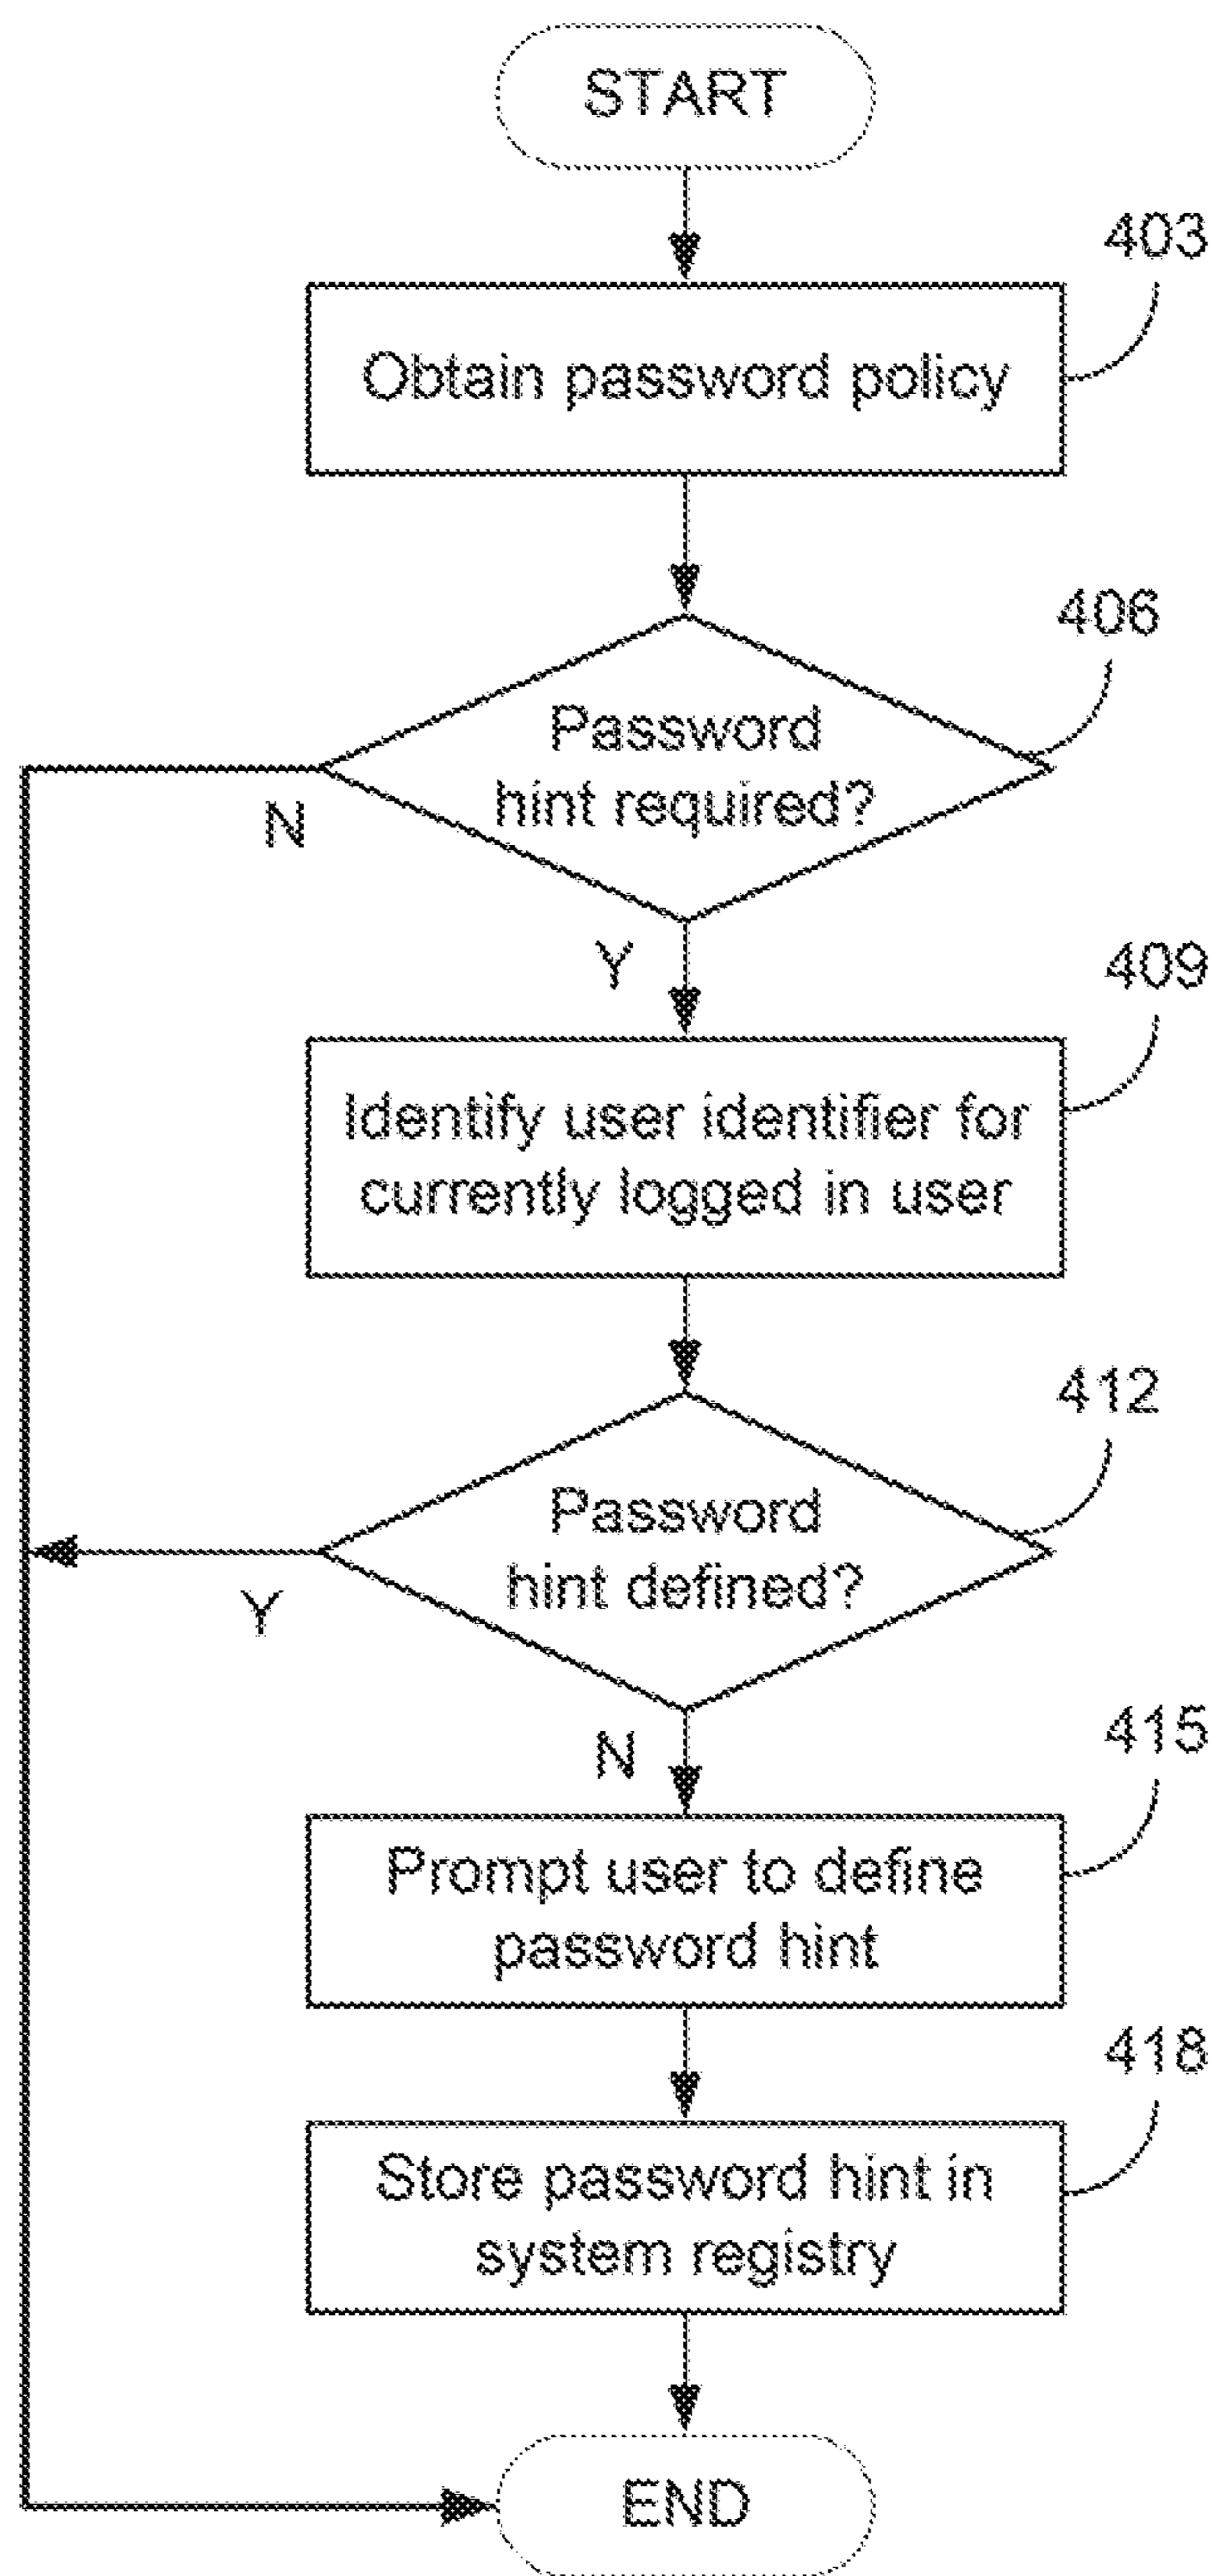 START
403
Obtain password policy
406
Password
hint required?
N
Y
409
Identify user identifier for
currently logged in user
412
Password
hint defined?
Y
N
415
Prompt user to define
password hint
418
Store password hint in
system registry
END